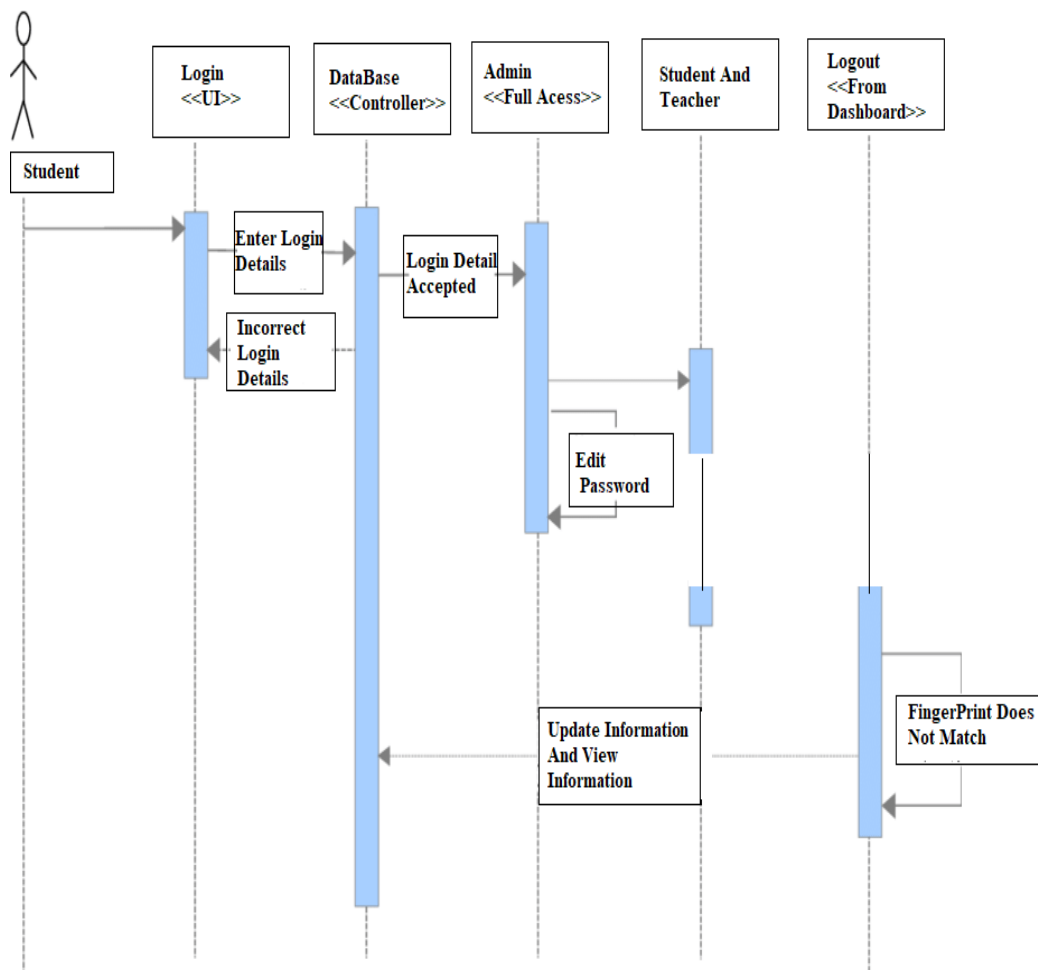 Student
Login
<<UI>>
DataBase
<<Controller>>
Admin
<<Full Acess>>
Student And
Teacher
Logout
<<From
Dashboard>>
Enter Login
Details
Login Detail
Accepted
Incorrect
Login
Details
Edit
Password
Update Information
And View
Information
FingerPrint Does
Not Match